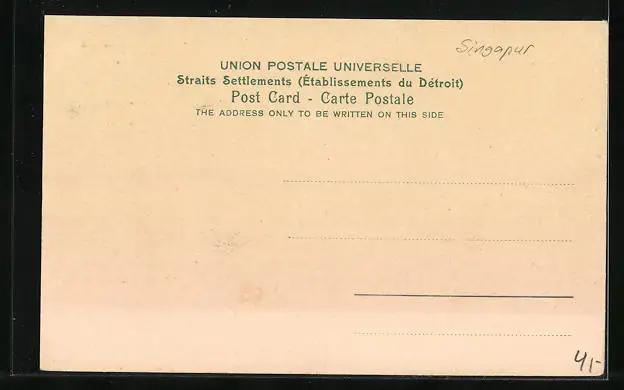 Singapur
UNION POSTALE UNIVERSELLE
Straits Settlements (Établissements du Détroit)
Post Card - Carte Postale
THE ADDRESS ONLY TO BE WRITTEN ON THIS SIDE
41,-